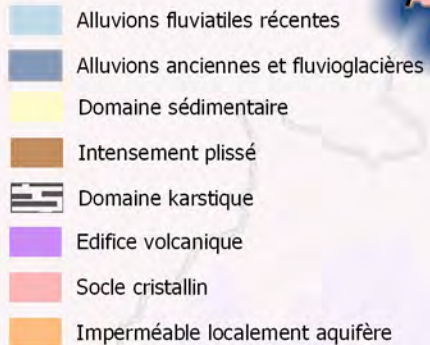 Alluvions fluviatiles récentes
Alluvions anciennes et fluvioglacières
Domaine sédimentaire
Intensement plissé
Domaine karstique
Edifice volcanique
Socle cristallin
Imperméable localement aquifère